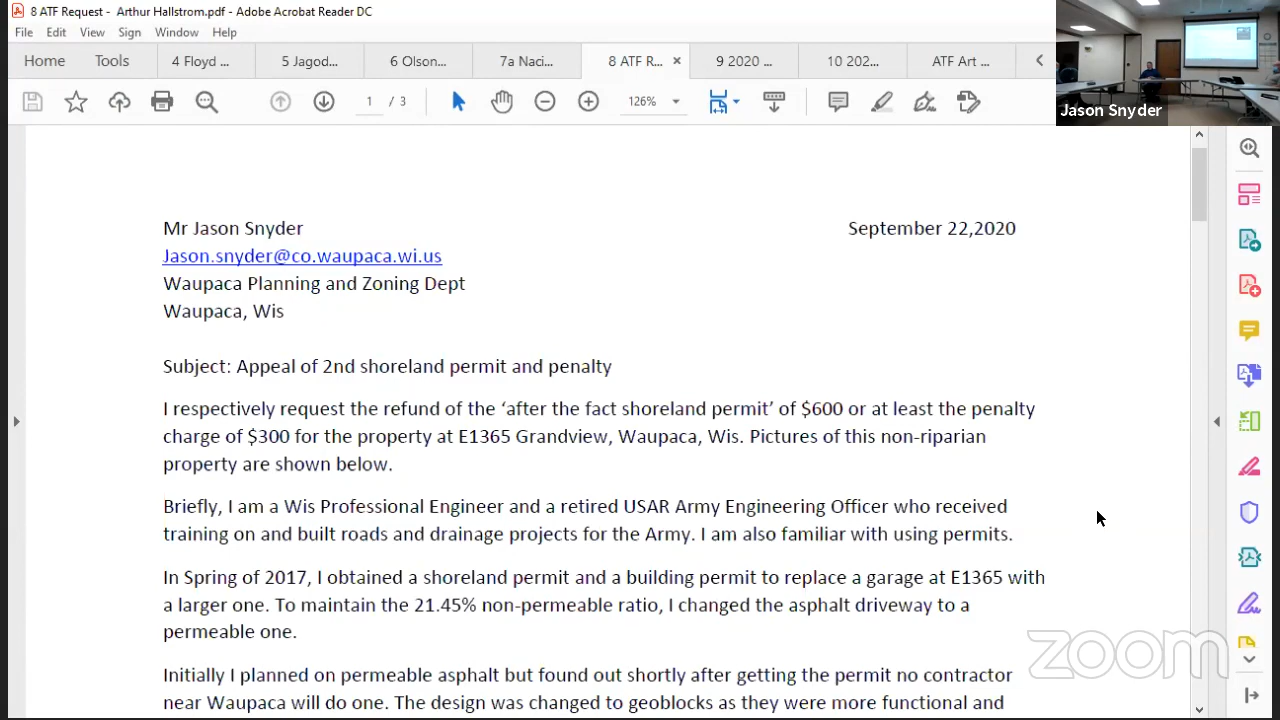 8 ATF Request - Arthur Hallstrom.pdf - Adobe Acrobat Reader DC
File Edit View Sign Window Help
Home Tools 4 Floyd ... 5 Jagod... 6 Olson... 7a Naci... 8 ATF R... × 9 2020 ... 10 202... ATF Art ...
1 / 3 126%
Jason Snyder
Mr Jason Snyder September 22,2020
Jason.snyder@co.waupaca.wi.us
Waupaca Planning and Zoning Dept
Waupaca, Wis
Subject: Appeal of 2nd shoreland permit and penalty
I respectively request the refund of the ‘after the fact shoreland permit’ of $600 or at least the penalty
charge of $300 for the property at E1365 Grandview, Waupaca, Wis. Pictures of this non-riparian
property are shown below.
Briefly, I am a Wis Professional Engineer and a retired USAR Army Engineering Officer who received
training on and built roads and drainage projects for the Army. I am also familiar with using permits.
In Spring of 2017, I obtained a shoreland permit and a building permit to replace a garage at E1365 with
a larger one. To maintain the 21.45% non-permeable ratio, I changed the asphalt driveway to a
permeable one.
Initially I planned on permeable asphalt but found out shortly after getting the permit no contractor
near Waupaca will do one. The design was changed to geoblocks as they were more functional and
zoom